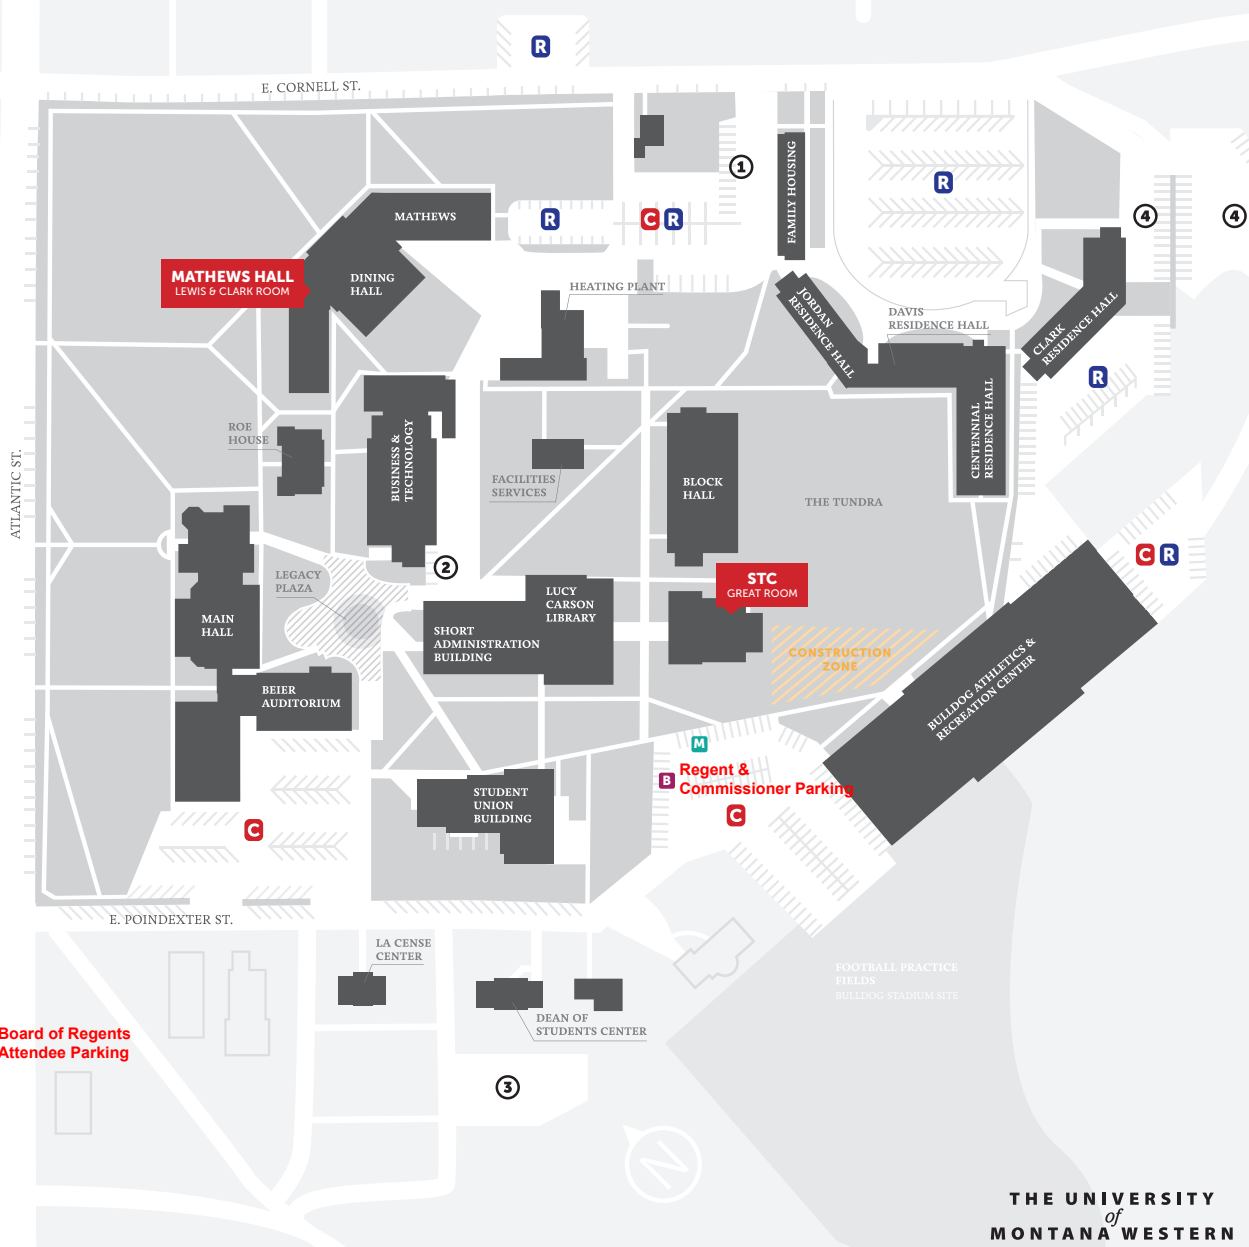 R
E. CORNELL ST.
1
FAMILY HOUSING
R
MATHEWS
R
C R
4
4
MATHEWS HALL
LEWIS & CLARK ROOM
DINING
HALL
HEATING PLANT
JORDAN
RESIDENCE HALL
DAVIS
RESIDENCE HALL
CLARK
RESIDENCE HALL
R
ROE
HOUSE
BUSINESS &
TECHNOLOGY
CENTENNIAL
RESIDENCE HALL
ATLANTIC ST.
FACILITIES
SERVICES
BLOCK
HALL
THE TUNDRA
C R
2
LEGACY
PLAZA
STC
GREAT ROOM
LUCY
CARSON
LIBRARY
MAIN
HALL
SHORT
ADMINISTRATION
BUILDING
CONSTRUCTION
ZONE
BULLDOG ATHLETICS &
RECREATION CENTER
BEIER
AUDITORIUM
M
B
Regent &
Commissioner Parking
STUDENT
UNION
BUILDING
C
C
E. POINDEXTER ST.
LA CENSE
CENTER
FOOTBALL PRACTICE
FIELDS
BULLDOG STADIUM SITE
DEAN OF
STUDENTS CENTER
Board of Regents
Attendee Parking
3
N
THE UNIVERSITY
of
MONTANA WESTERN